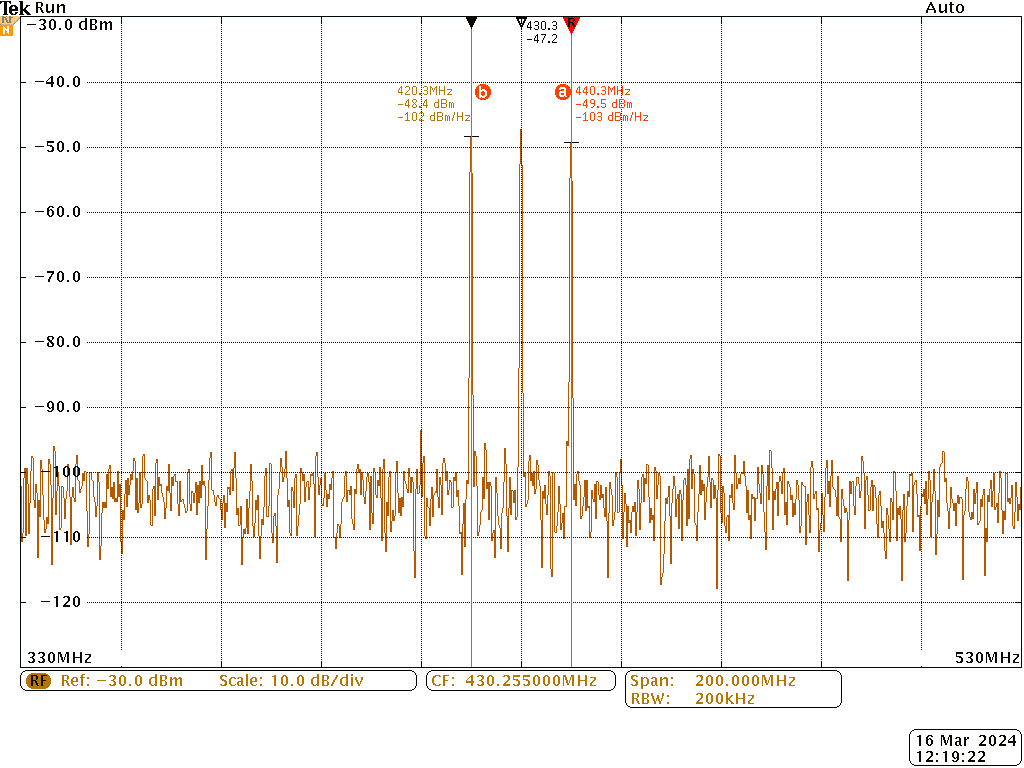 Tek Run Auto
RF
N
−30.0 dBm
430.3
−47.2
R
−40.0
420.3MHz
−48.4 dBm
−102 dBm/Hz
b
a
440.3MHz
−49.5 dBm
−103 dBm/Hz
−50.0
−60.0
−70.0
−80.0
−90.0
−100
−110
−120
330MHz 530MHz
RF Ref: −30.0 dBm Scale: 10.0 dB/div
CF: 430.255000MHz
Span: 200.000MHz
RBW: 200kHz
16 Mar 2024
12:19:22